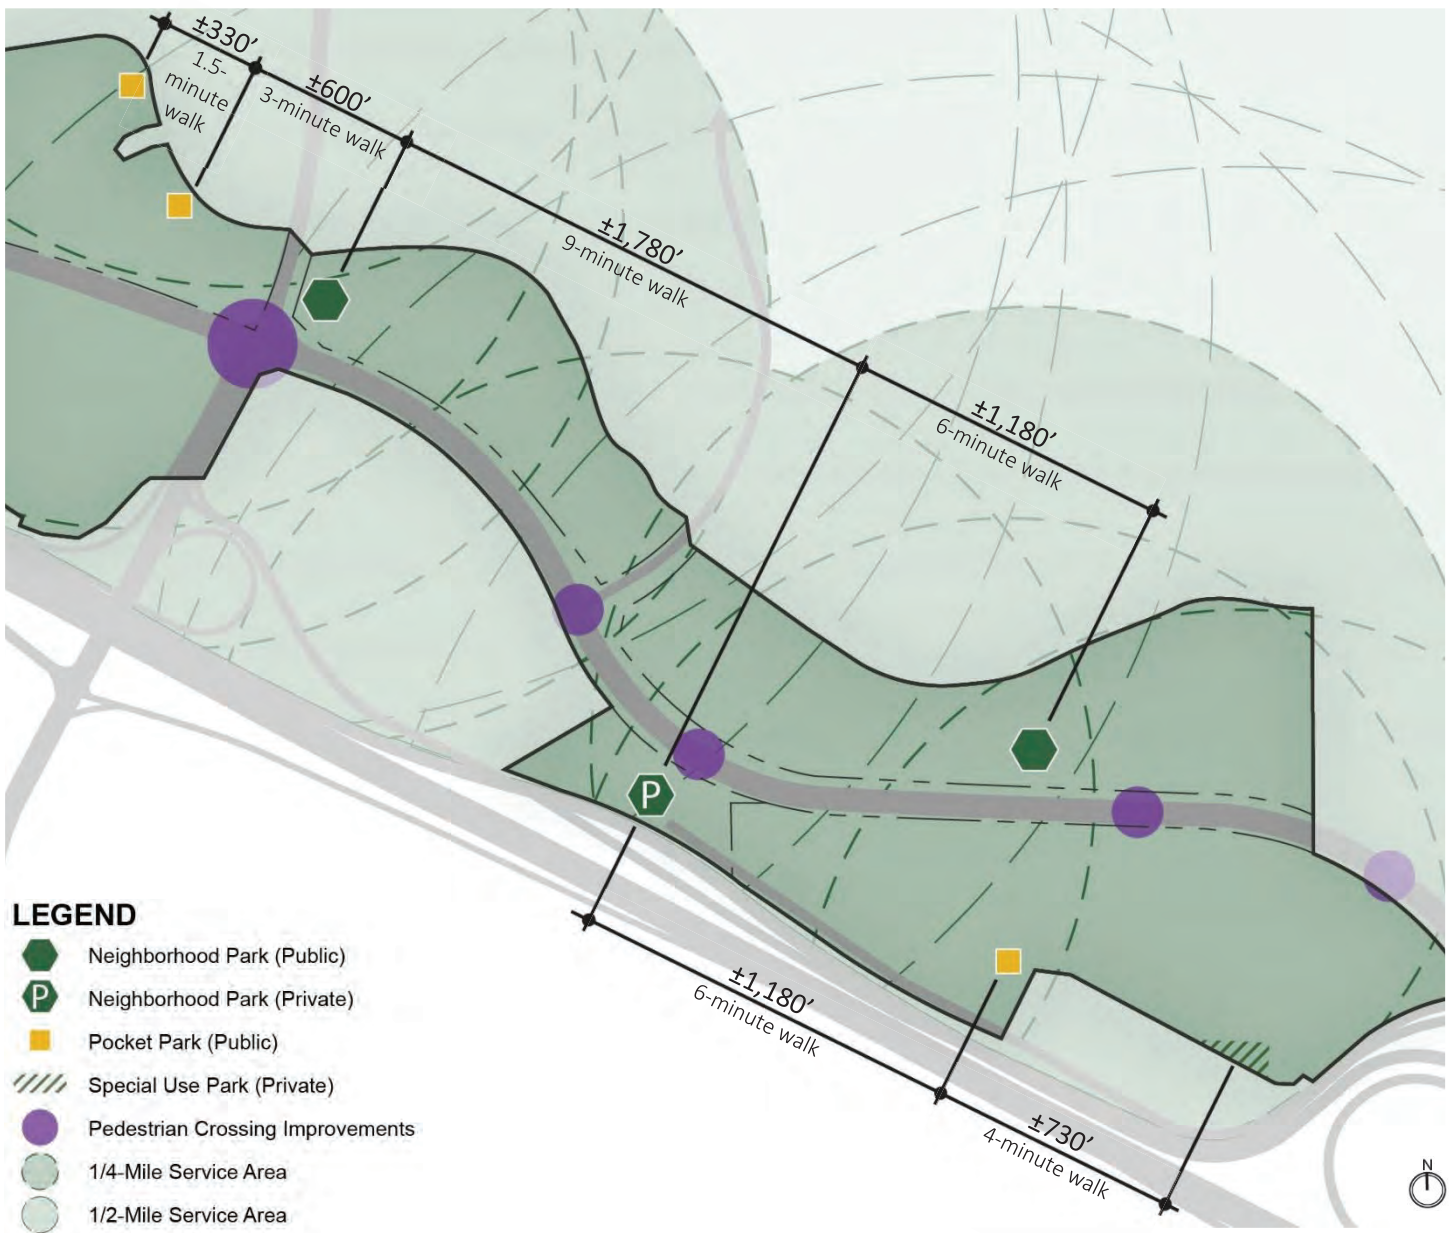 ±330’
1.5-
minute
walk
±600’
3-minute walk
±1,780’
9-minute walk
±1,180’
6-minute walk
P
±1,180’
6-minute walk
±730’
4-minute walk
LEGEND
Neighborhood Park (Public)
P Neighborhood Park (Private)
Pocket Park (Public)
Special Use Park (Private)
Pedestrian Crossing Improvements
1/4-Mile Service Area
1/2-Mile Service Area
N